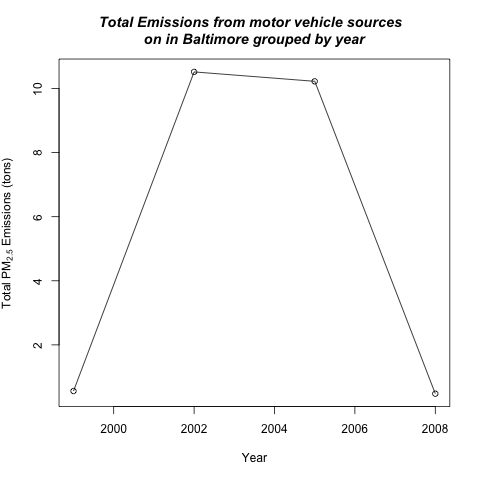 Total Emissions from motor vehicle sources
on in Baltimore grouped by year
Total PM2.5 Emissions (tons)
10
8
6
4
2
2000 2002 2004 2006 2008
Year